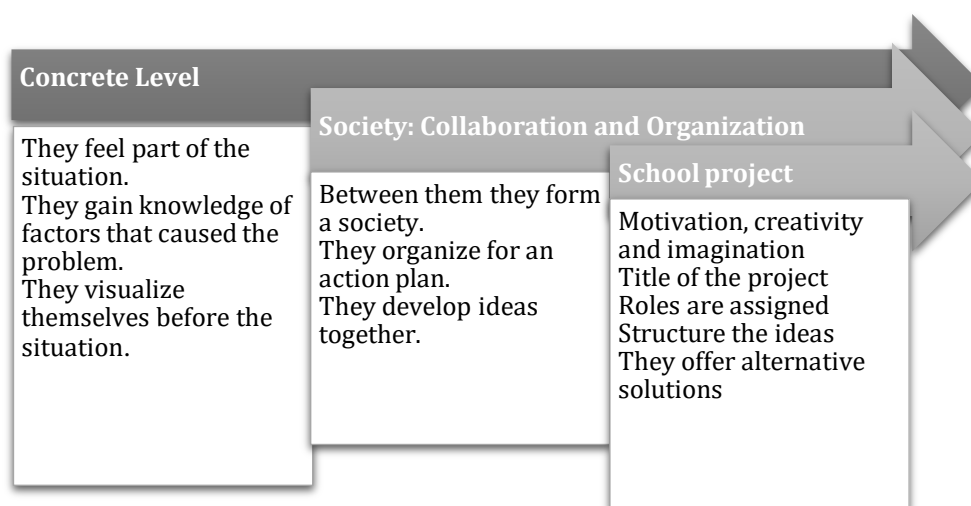 Concrete Level
They feel part of the
situation.
They gain knowledge of
factors that caused the
problem.
They visualize
themselves before the
situation.
Society: Collaboration and Organization
Between them they form
a society.
They organize for an
action plan.
They develop ideas
together.
School project
Motivation, creativity
and imagination
Title of the project
Roles are assigned
Structure the ideas
They offer alternative
solutions